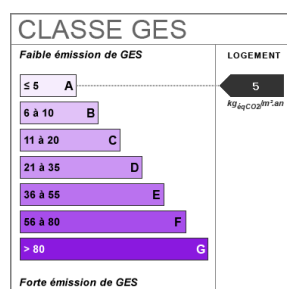 CLASSE GES
Faible émission de GES
LOGEMENT
≤ 5 A
5
kgéqCO2/m².an
6 à 10 B
11 à 20 C
21 à 35 D
36 à 55 E
56 à 80 F
> 80 G
Forte émission de GES